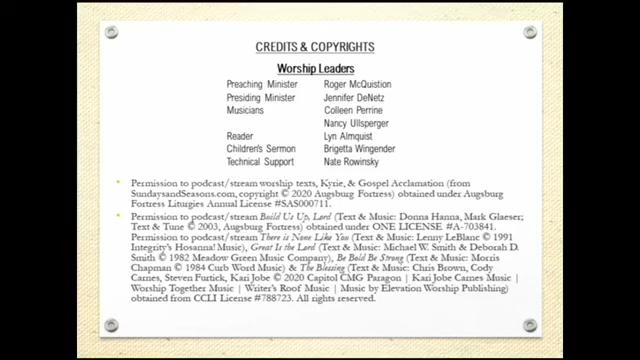 CREDITS & COPYRIGHTS
Worship Leaders
Preaching Minister Roger McQuistion
Presiding Minister Jennifer DeNetz
Musicians Colleen Perrine
Nancy Ullsperger
Reader Lyn Almquist
Children's Sermon Brigetta Wingender
Technical Support Nate Rowinsky
• Permission to podcast/stream worship texts, Kyrie, & Gospel Acclamation (from
SundaysandSeasons.com, copyright © 2020 Augsburg Fortress) obtained under Augsburg
Fortress Liturgies Annual License #SAS000711.
• Permission to podcast/stream Build Us Up, Lord (Text & Music: Donna Hanna, Mark Glaeser;
Text & Tune © 2003, Augsburg Fortress) obtained under ONE LICENSE #A-703841.
Permission to podcast/stream There is None Like You (Text & Music: Lenny LeBlanc © 1991
Integrity's Hosanna! Music), Great Is the Lord (Text & Music: Michael W. Smith & Deborah D.
Smith © 1982 Meadow Green Music Company), Be Bold Be Strong (Text & Music: Morris
Chapman © 1984 Curb Word Music) & The Blessing (Text & Music: Chris Brown, Cody
Carnes, Steven Furtick, Kari Jobe © 2020 Capitol CMG Paragon | Kari Jobe Carnes Music |
Worship Together Music | Writer's Roof Music | Music by Elevation Worship Publishing)
obtained from CCLI License #788723. All rights reserved.